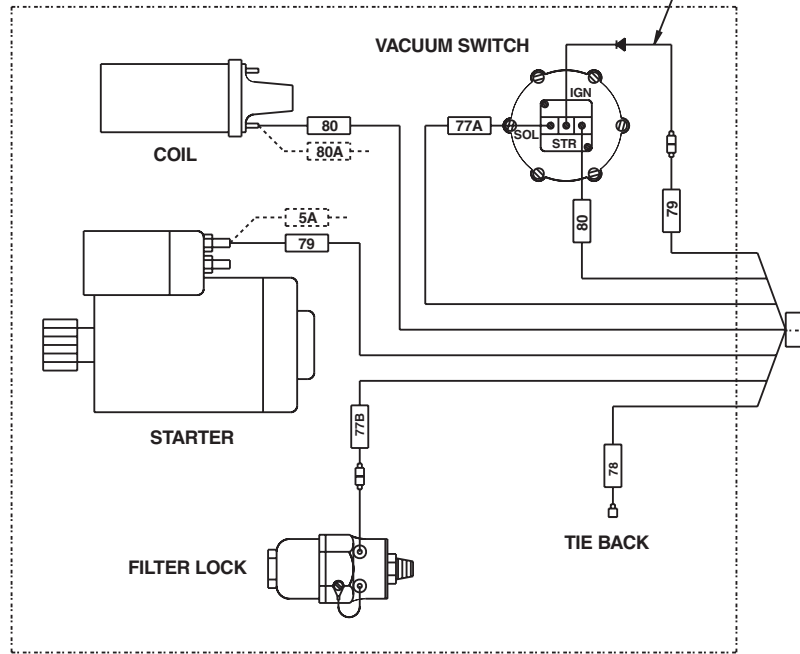 VACUUM SWITCH
IGN
SOL
STR
77A
80
79
COIL
80
80A
5A
79
STARTER
77B
78
FILTER LOCK
TIE BACK